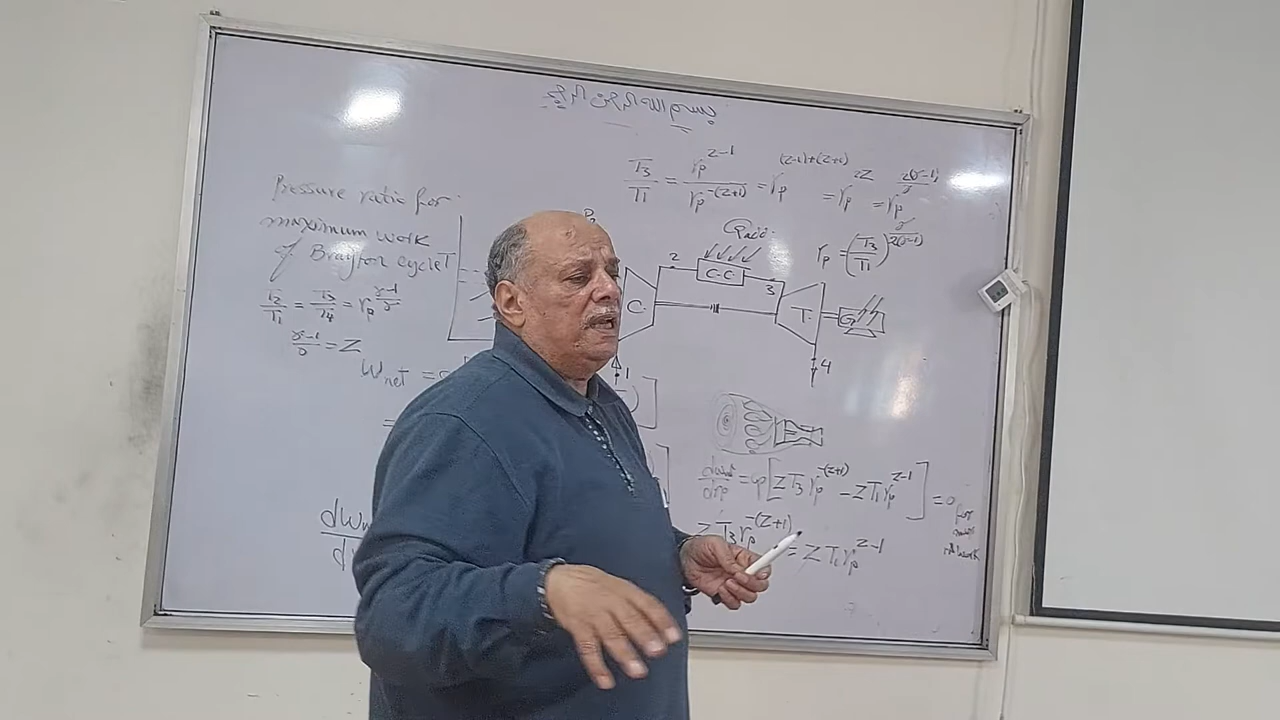 بسم الله الرحمن الرحيم
Pressure ratio for
maximum work
of Brayton cycle
T
T₂/T₁ = T₃/T₄ = rp^((γ-1)/γ)
(γ-1)/γ = Z
Wnet =
=
T₃/T₁ = rp^(Z-1)/rp^(-(Z+1)) = rp^((Z-1)+(Z+1)) = rp^(2Z) = rp^(2(γ-1)/γ)
rp = (T₃/T₁)^(γ/(2(γ-1)))
Qadd.
2
C.C
3
C.
T.
G
1
4
dwnet/drp = cp[Z T₃ rp^(-(Z+1)) - Z T₁ rp^(Z-1)] = 0
for
Z T₃ rp^(-(Z+1)) = Z T₁ rp^(Z-1)